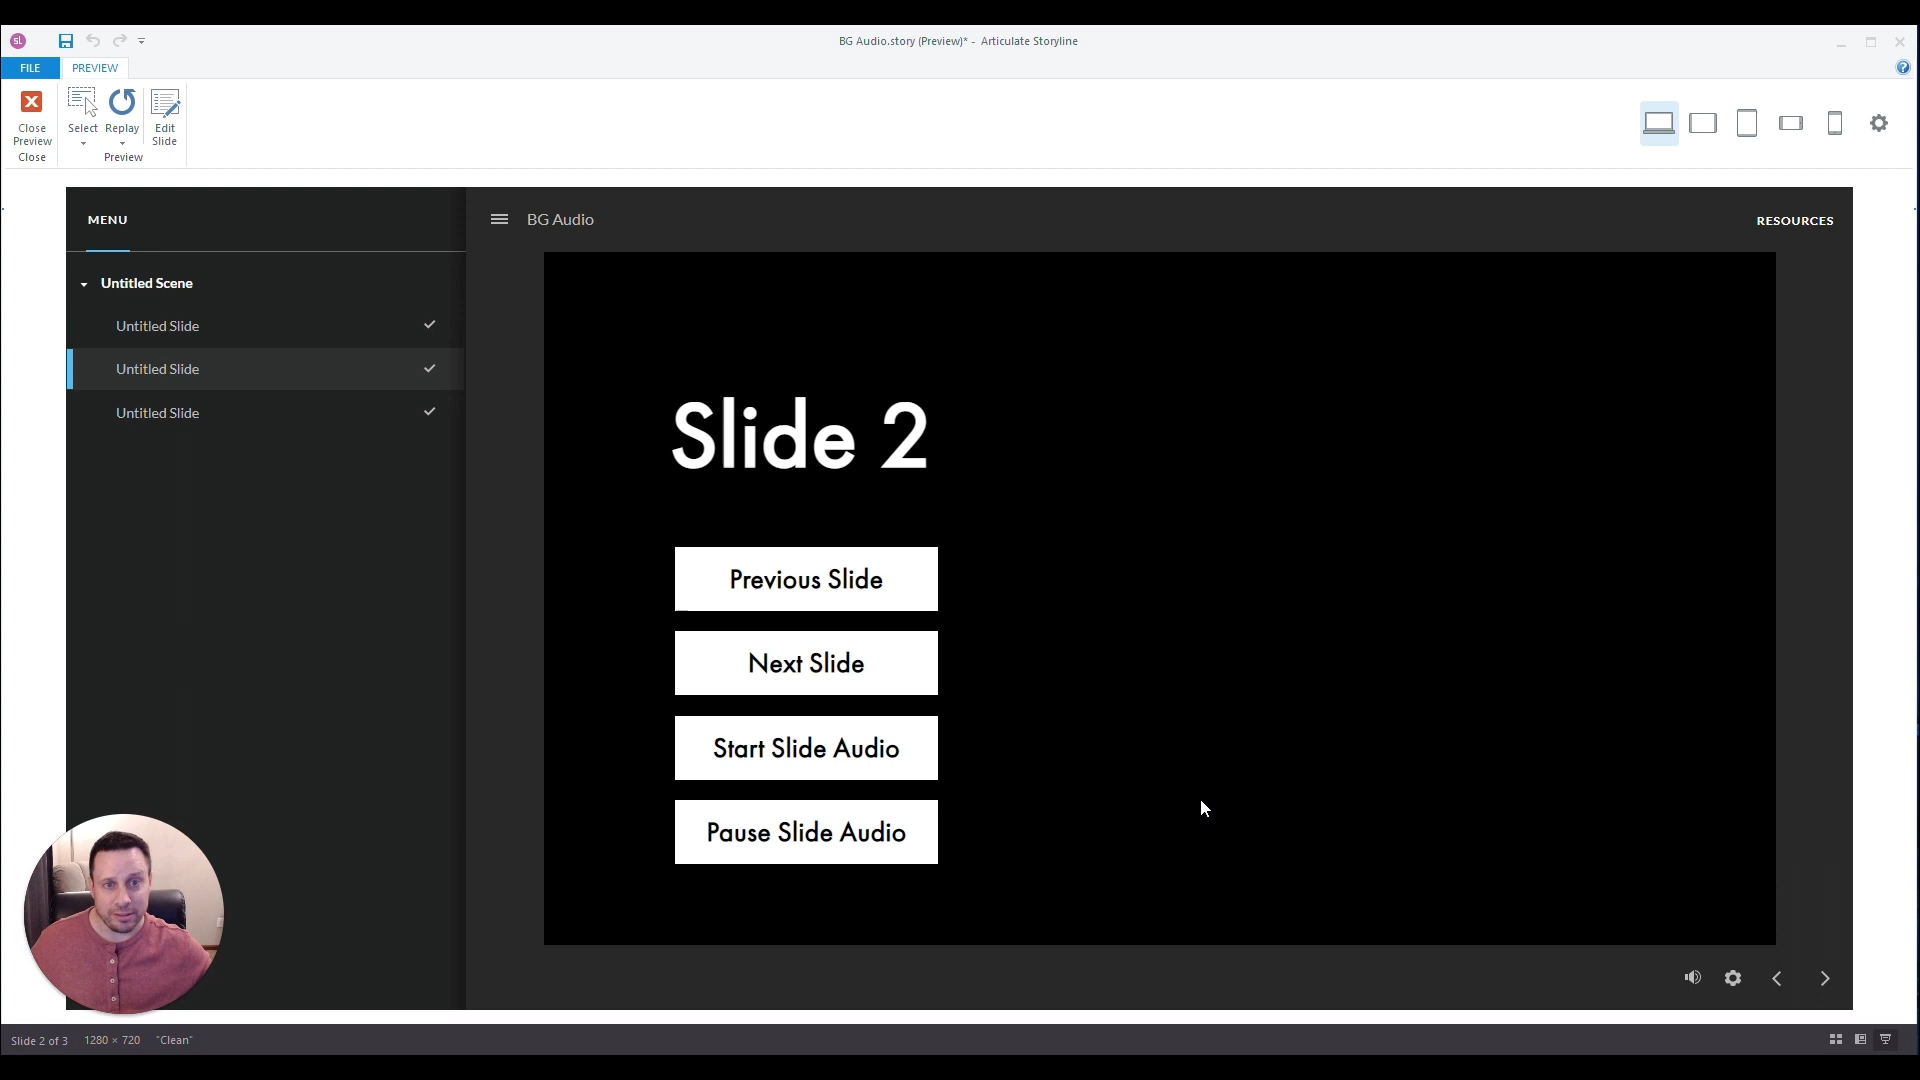 sl
BG Audio.story (Preview)* - Articulate Storyline
FILE
PREVIEW
?
Close
Preview
Select
Replay
Edit
Slide
Close
Preview
MENU
BG Audio
RESOURCES
Untitled Scene
Untitled Slide
Untitled Slide
Untitled Slide
Slide 2
Previous Slide
Next Slide
Start Slide Audio
Pause Slide Audio
Slide 2 of 3
1280 × 720
"Clean"